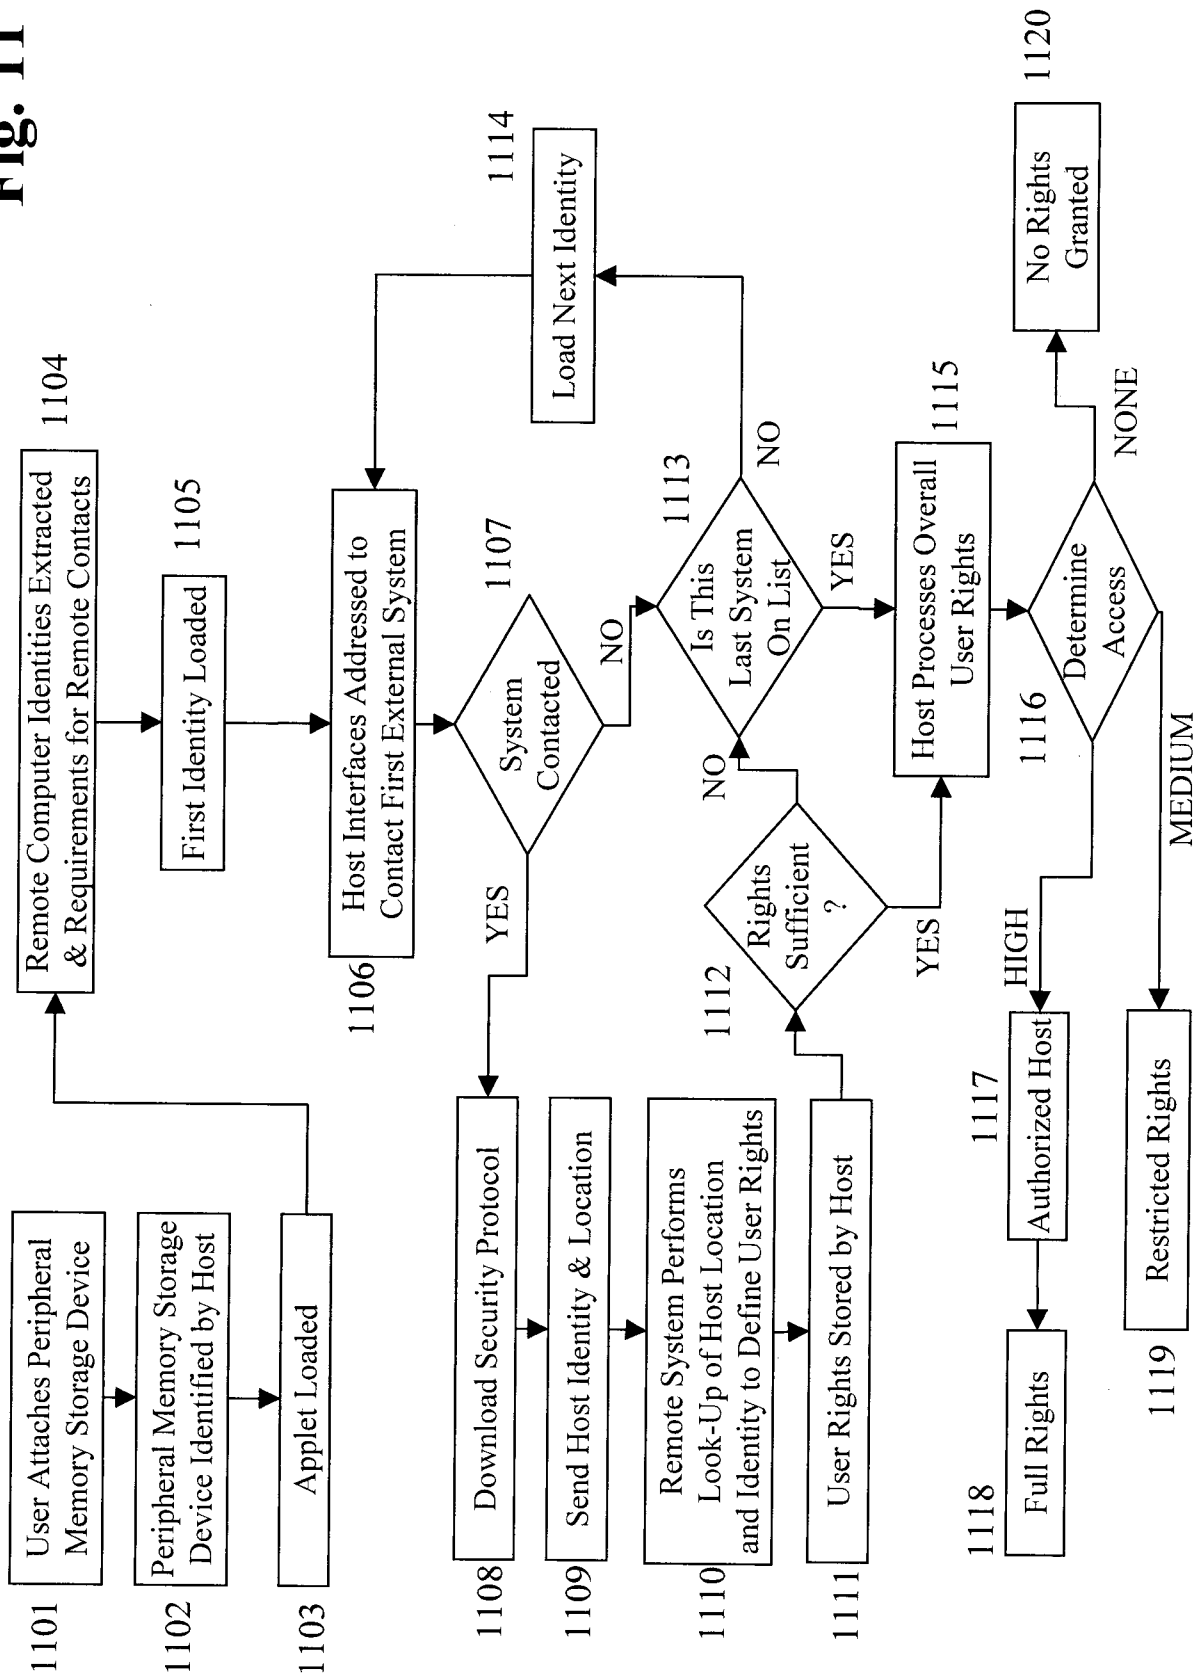 Fig. 11
1101
User Attaches Peripheral
Memory Storage Device
1102
Peripheral Memory Storage
Device Identified by Host
1103
Applet Loaded
Remote Computer Identities Extracted
& Requirements for Remote Contacts
1104
First Identity Loaded
1105
Host Interfaces Addressed to
Contact First External System
1106
System
Contacted
1107
YES
NO
1108
Download Security Protocol
1109
Send Host Identity & Location
1110
Remote System Performs
Look-Up of Host Location
and Identity to Define User Rights
1111
User Rights Stored by Host
1112
Rights
Sufficient
?
NO
YES
Is This
Last System
On List
1113
NO
YES
Load Next Identity
1114
Host Processes Overall
User Rights
1115
1116
Determine
Access
HIGH
MEDIUM
NONE
1117
Authorized Host
1118
Full Rights
1119
Restricted Rights
No Rights
Granted
1120